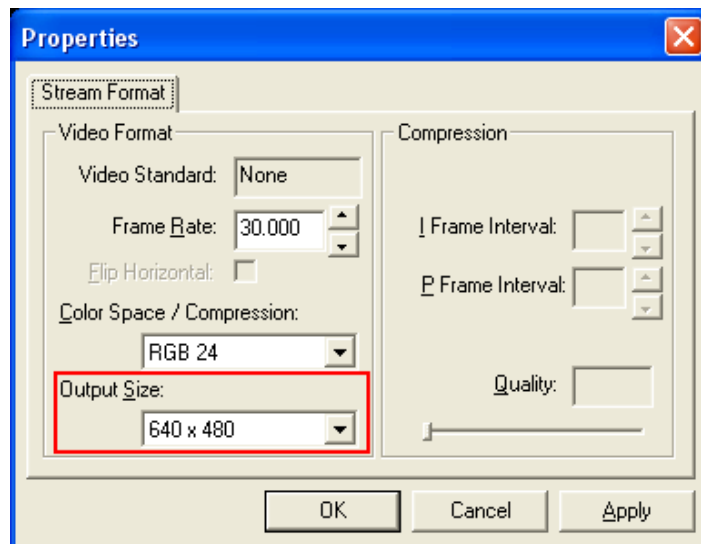 Properties
Stream Format
Video Format
Video Standard: None
Frame Rate: 30.000
Flip Horizontal:
Color Space / Compression:
RGB 24
Output Size:
640 x 480
Compression
I Frame Interval:
P Frame Interval:
Quality:
OK Cancel Apply